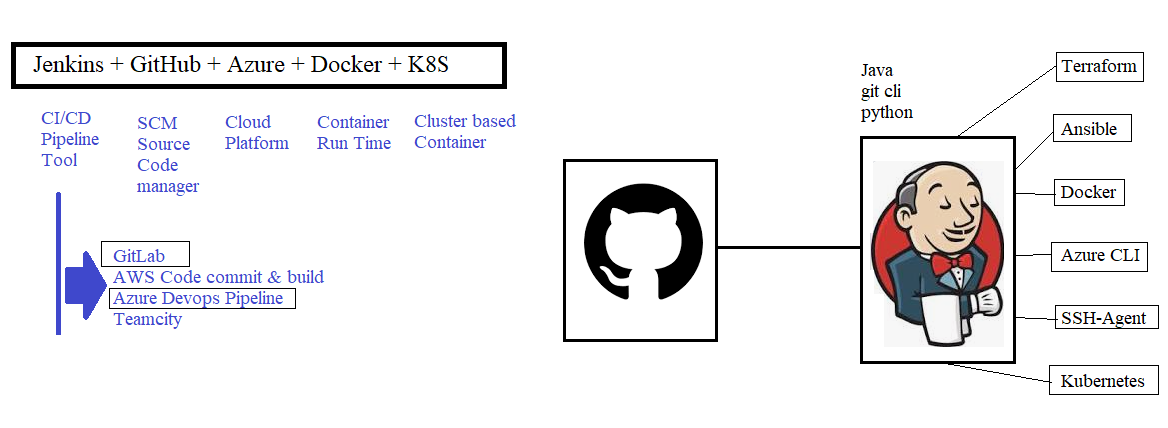 Jenkins + GitHub + Azure + Docker + K8S
CI/CD
Pipeline
Tool
SCM
Source
Code
manager
Cloud
Platform
Container
Run Time
Cluster based
Container
GitLab
AWS Code commit & build
Azure Devops Pipeline
Teamcity
Java
git cli
python
Terraform
Ansible
Docker
Azure CLI
SSH-Agent
Kubernetes